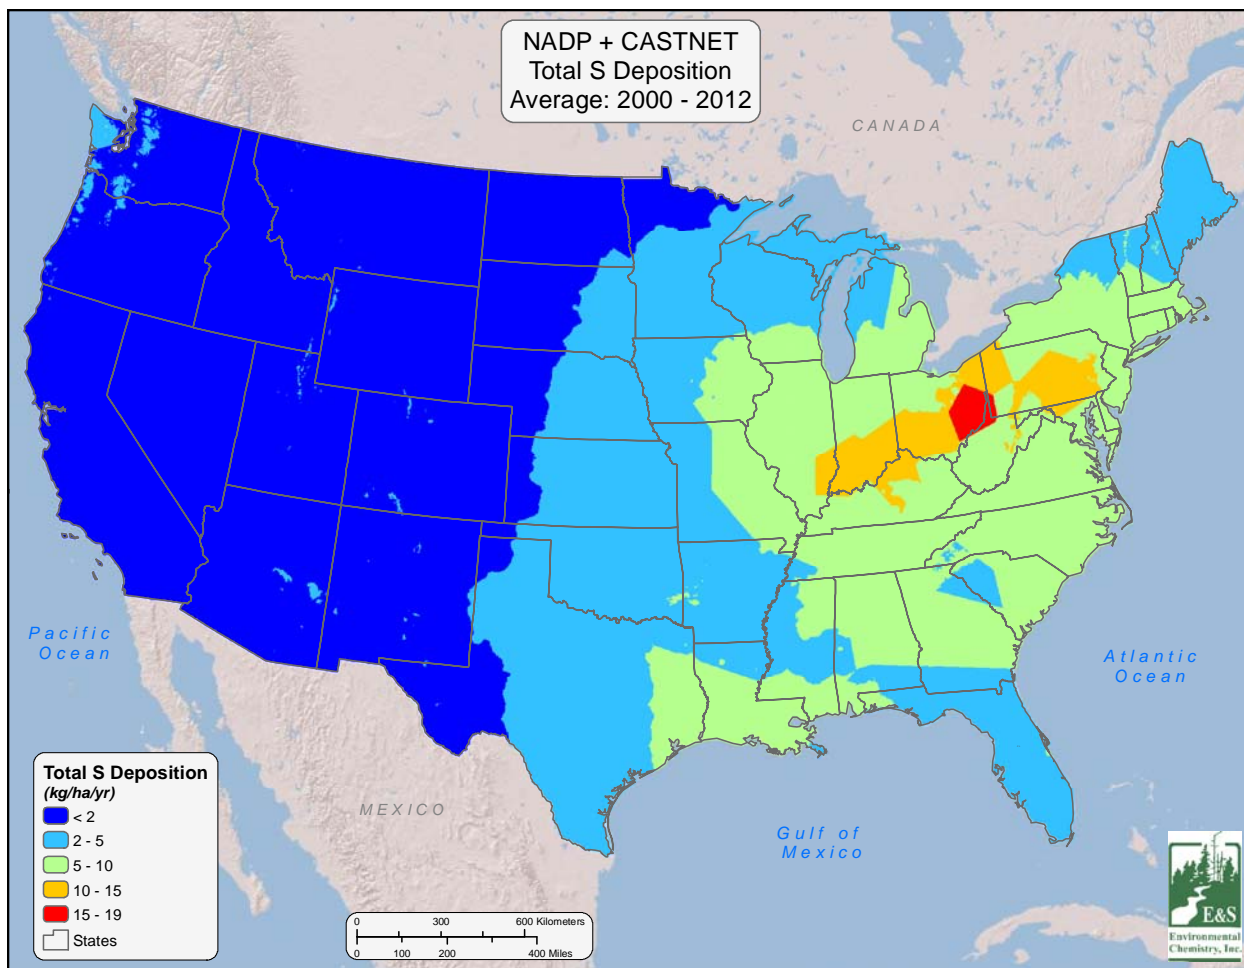 NADP + CASTNET
Total S Deposition
Average: 2000 - 2012
CANADA
Pacific
Ocean
Atlantic
Ocean
MEXICO
Gulf of
Mexico
Total S Deposition
(kg/ha/yr)
< 2
2 - 5
5 - 10
10 - 15
15 - 19
States
0 300 600 Kilometers
0 100 200 400 Miles
E&S
Environmental
Chemistry, Inc.